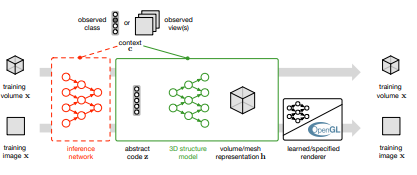 observed
class
or
observed
view(s)
context
c
training
volume x
training
volume x
training
image x
inference
network
abstract
code z
3D structure
model
volume/mesh
representation h
OpenGL
learned/specified
renderer
training
image x